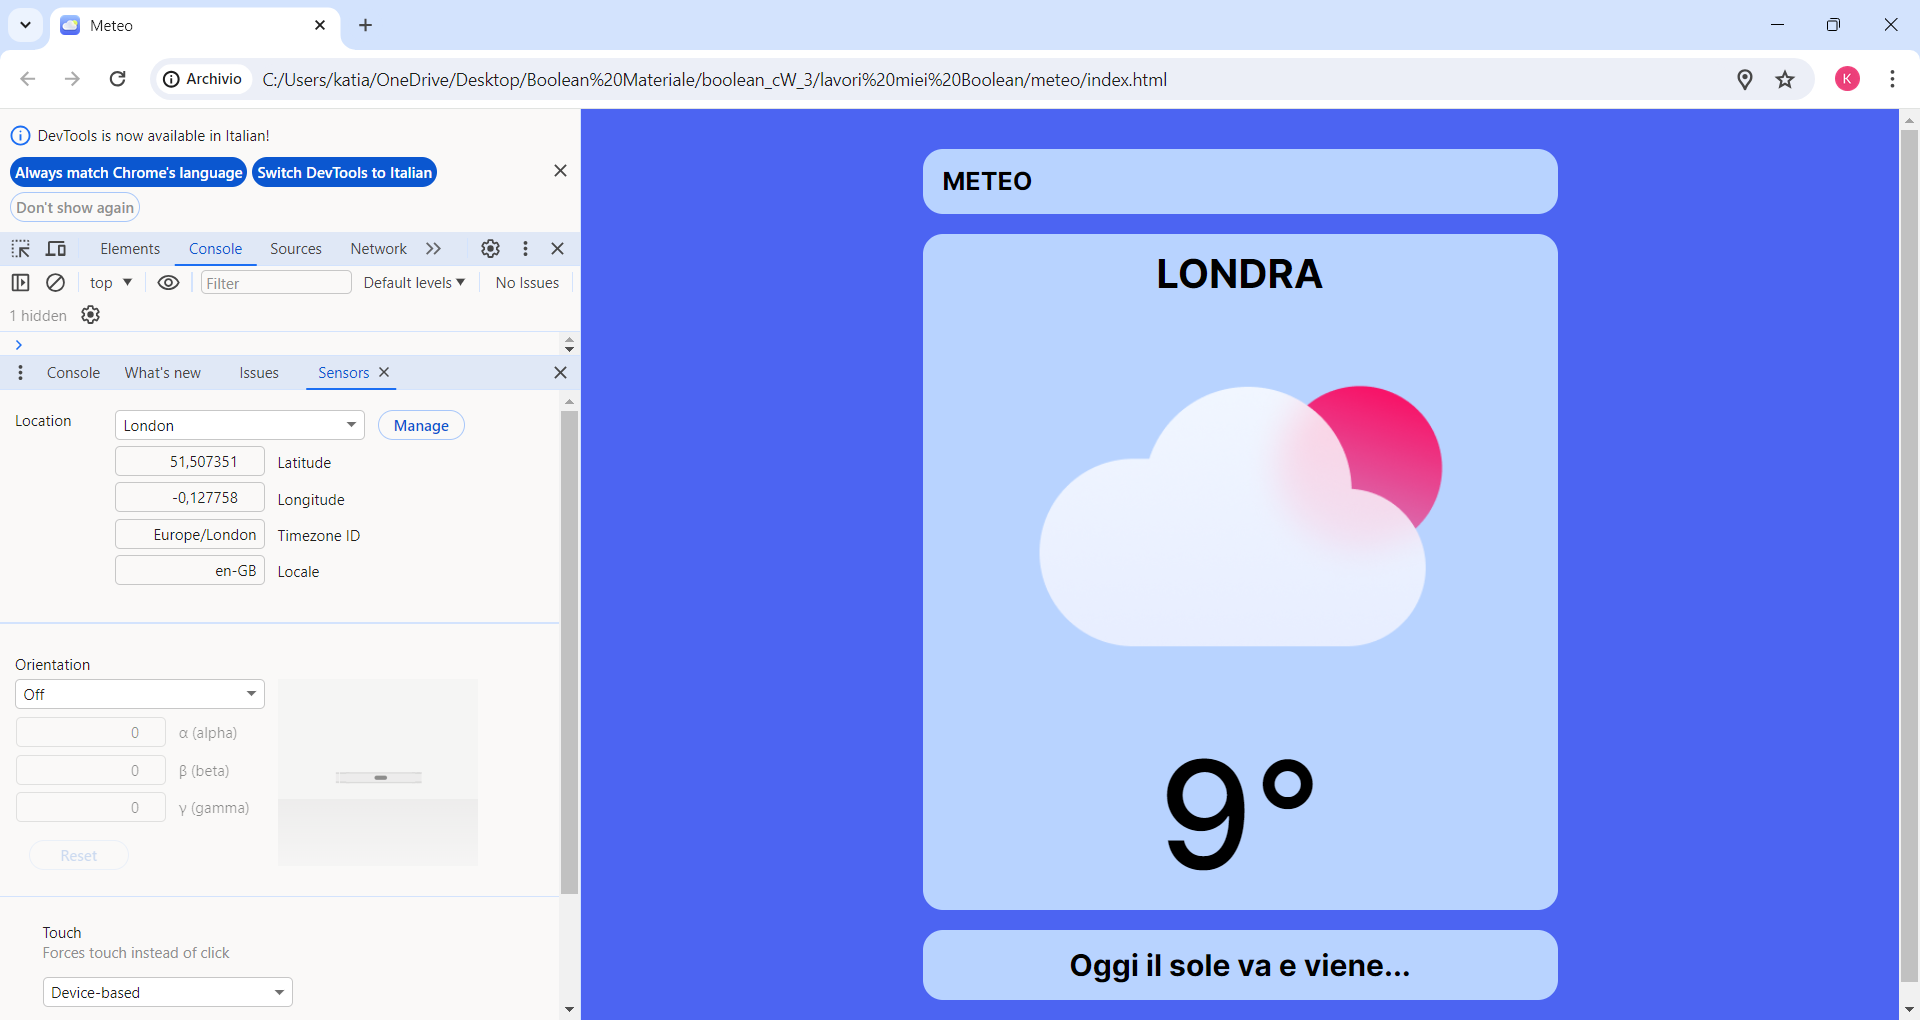 Meteo
Archivio C:/Users/katia/OneDrive/Desktop/Boolean%20Materiale/boolean_cW_3/lavori%20miei%20Boolean/meteo/index.html
K
DevTools is now available in Italian!
Always match Chrome's language Switch DevTools to Italian
Don't show again
Elements Console Sources Network
top Filter Default levels No Issues
1 hidden
Console What's new Issues Sensors
Location London Manage
51,507351 Latitude
-0,127758 Longitude
Europe/London Timezone ID
en-GB Locale
Orientation
Off
0 α (alpha)
0 β (beta)
0 γ (gamma)
Reset
Touch
Forces touch instead of click
Device-based
METEO
LONDRA
9°
Oggi il sole va e viene...